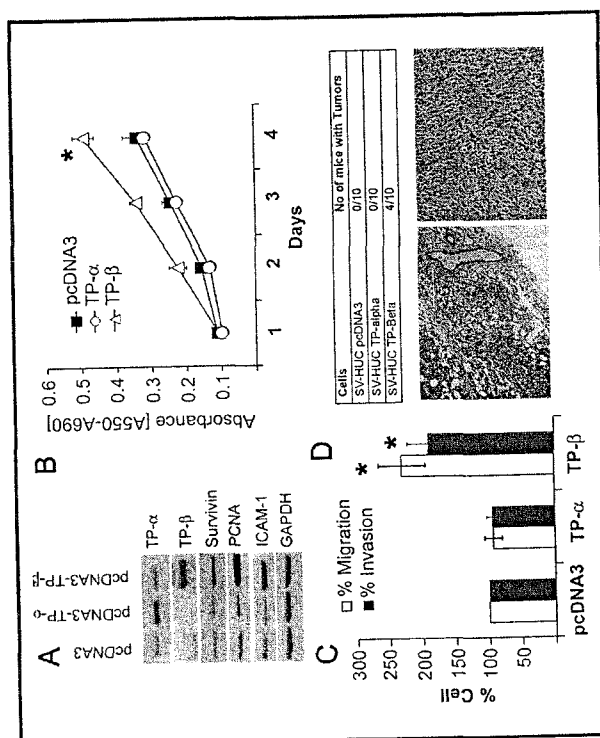 A
pcDNA3
pcDNA3-TP-α
pcDNA3-TP-β
TP-α
TP-β
Survivin
PCNA
ICAM-1
GAPDH
B
Absorbance [A550-A690]
0.6
0.5
0.3
0.2
0.1
pcDNA3
TP-α
TP-β
*
1
2
3
4
Days
C
% Cell
250
200
150
100
50
0
% Migration
% Invasion
* *
pcDNA3
TP-α
TP-β
D
Cells No of mice with Tumors
SV-HUC pcDNA3 0/10
SV-HUC TP-alpha 0/10
SV-HUC TP-Beta 4/10